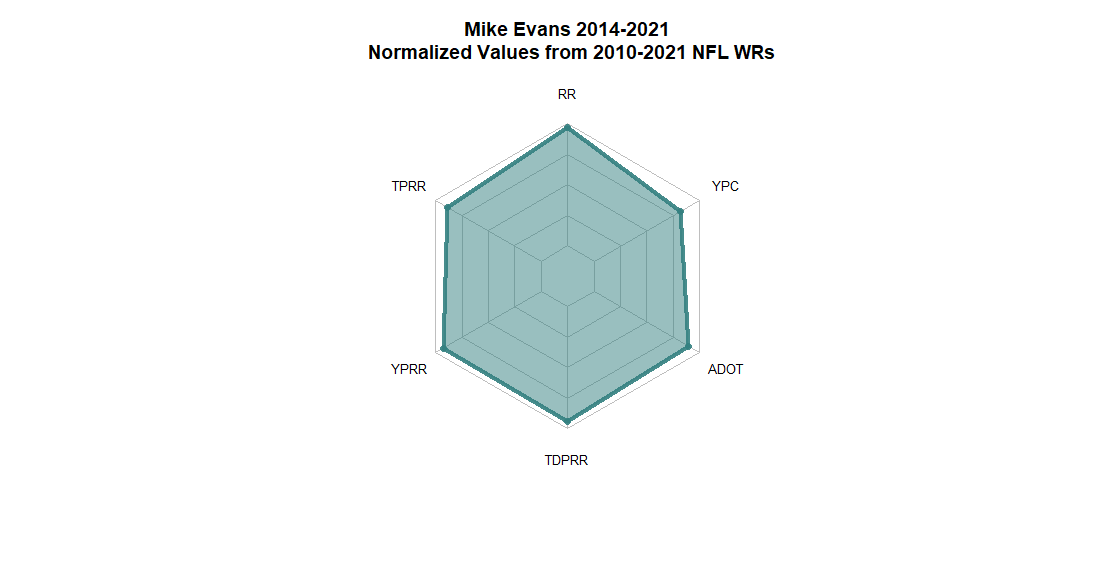 Mike Evans 2014-2021
Normalized Values from 2010-2021 NFL WRs
RR
TPRR
YPC
YPRR
ADOT
TDPRR